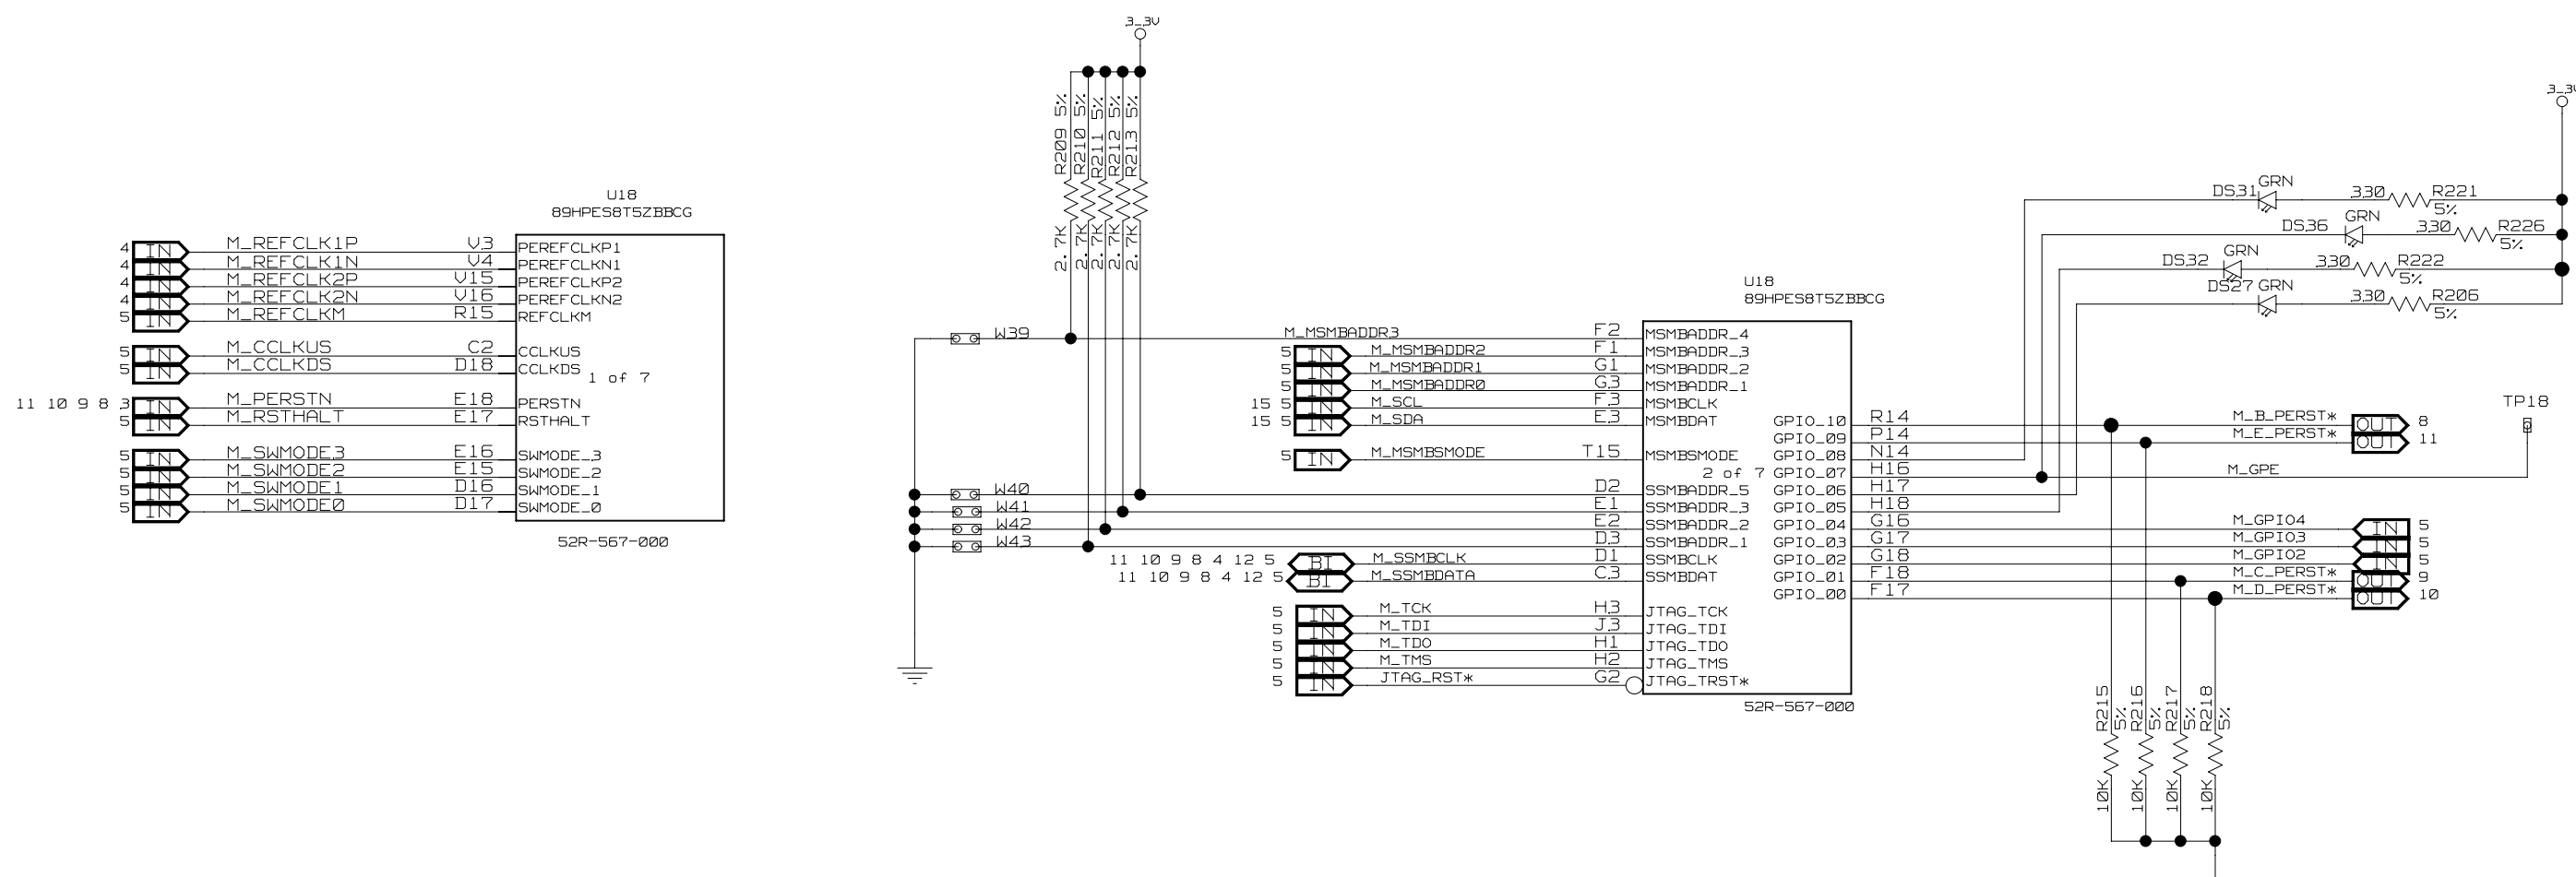 3_3V
R209 5%
R210 5%
R211 5%
R212 5%
R213 5%
2.7K
2.7K
2.7K
2.7K
2.7K
U18
89HPES8T5ZBBCG
4 IN M_REFCLK1P V3 PEREFCLKP1
4 IN M_REFCLK1N V4 PEREFCLKN1
4 IN M_REFCLK2P V15 PEREFCLKP2
4 IN M_REFCLK2N V16 PEREFCLKN2
5 IN M_REFCLKM R15 REFCLKM
5 IN M_CCLKUS C2 CCLKUS
5 IN M_CCLKDS D18 CCLKDS
1 of 7
11 10 9 8 3 IN M_PERSTN E18 PERSTN
5 IN M_RSTHALT E17 RSTHALT
5 IN M_SWMODE3 E16 SWMODE_3
5 IN M_SWMODE2 E15 SWMODE_2
5 IN M_SWMODE1 D16 SWMODE_1
5 IN M_SWMODE0 D17 SWMODE_0
52R-567-000
U18
89HPES8T5ZBBCG
W39 M_MSMBADDR3 F2 MSMBADDR_4
5 IN M_MSMBADDR2 F1 MSMBADDR_3
5 IN M_MSMBADDR1 G1 MSMBADDR_2
5 IN M_MSMBADDR0 G3 MSMBADDR_1
15 5 IN M_SCL F3 MSMBCLK
15 5 IN M_SDA E3 MSMBDAT
5 IN M_MSMBSMODE T15 MSMBSMODE
2 of 7
W40 D2 SSMBADDR_5
W41 E1 SSMBADDR_3
W42 E2 SSMBADDR_2
W43 D3 SSMBADDR_1
11 10 9 8 4 12 5 BI M_SSMBCLK D1 SSMBCLK
11 10 9 8 4 12 5 BI M_SSMBDATA C3 SSMBDAT
5 IN M_TCK H3 JTAG_TCK
5 IN M_TDI J3 JTAG_TDI
5 IN M_TDO H1 JTAG_TDO
5 IN M_TMS H2 JTAG_TMS
5 IN JTAG_RST* G2 JTAG_TRST*
52R-567-000
GPIO_10 R14 M_B_PERST* OUT 8
GPIO_09 P14 M_E_PERST* OUT 11
GPIO_08 N14
GPIO_07 H16 M_GPE
GPIO_06 H17
GPIO_05 H18
GPIO_04 G16 M_GPIO4 IN 5
GPIO_03 G17 M_GPIO3 IN 5
GPIO_02 G18 M_GPIO2 IN 5
GPIO_01 F18 M_C_PERST* OUT 9
GPIO_00 F17 M_D_PERST* OUT 10
3_3V
DS31 GRN 330 R221 5%
DS36 GRN 330 R226 5%
DS32 GRN 330 R222 5%
DS27 GRN 330 R206 5%
TP18
R215 5% 10K
R216 5% 10K
R217 5% 10K
R218 5% 10K